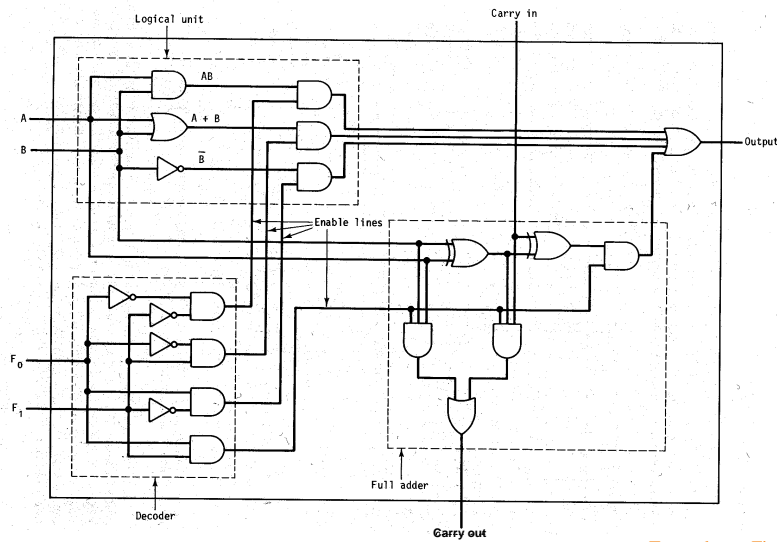 Logical unit
Carry in
AB
A
A + B
B
B̅
Output
Enable lines
F₀
F₁
Full adder
Decoder
Carry out